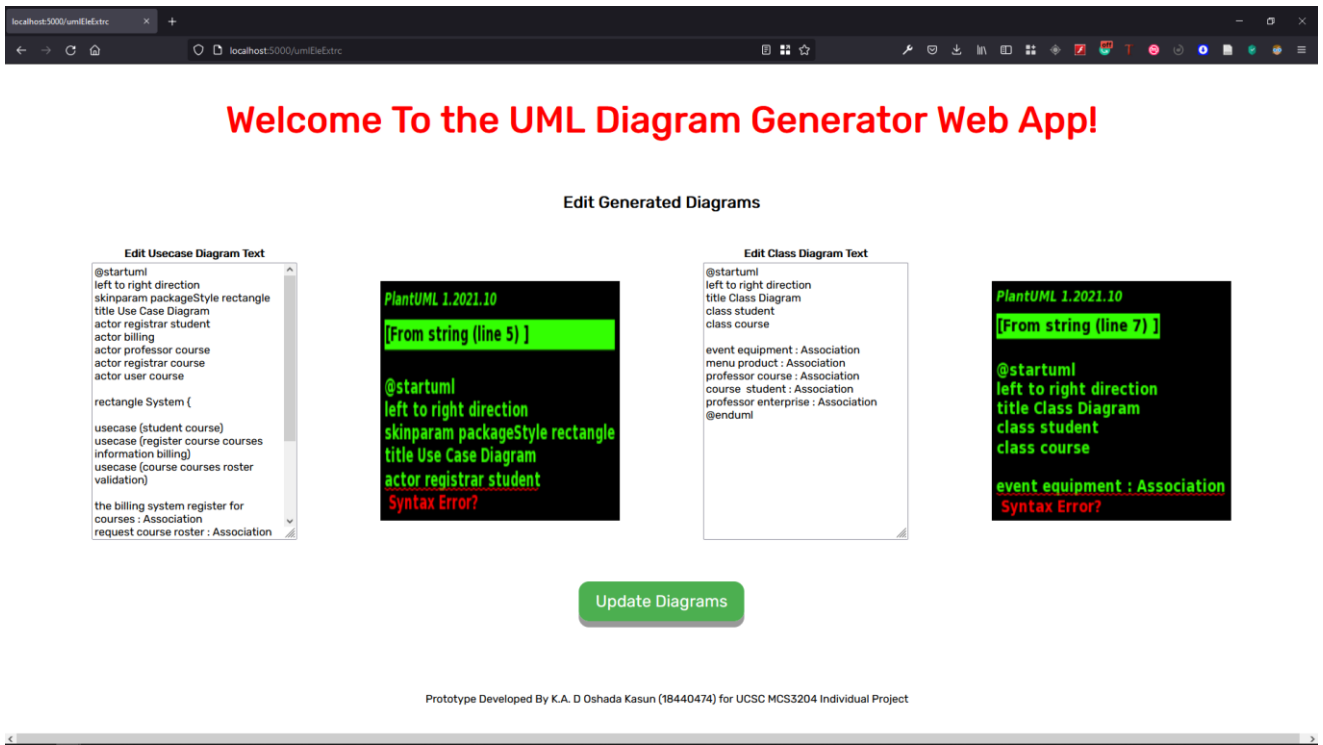 localhost:5000/umlEleExtrc
localhost:5000/umlEleExtrc
Welcome To the UML Diagram Generator Web App!
Edit Generated Diagrams
Edit Usecase Diagram Text
@startuml
left to right direction
skinparam packageStyle rectangle
title Use Case Diagram
actor registrar student
actor billing
actor professor course
actor registrar course
actor user course
rectangle System {
usecase (student course)
usecase (register course courses
information billing)
usecase (course courses roster
validation)
the billing system register for
courses : Association
request course roster : Association
PlantUML 1.2021.10
[From string (line 5) ]
@startuml
left to right direction
skinparam packageStyle rectangle
title Use Case Diagram
actor registrar student
Syntax Error?
Edit Class Diagram Text
@startuml
left to right direction
title Class Diagram
class student
class course
event equipment : Association
menu product : Association
professor course : Association
course  student : Association
professor enterprise : Association
@enduml
PlantUML 1.2021.10
[From string (line 7) ]
@startuml
left to right direction
title Class Diagram
class student
class course
event equipment : Association
Syntax Error?
Update Diagrams
Prototype Developed By K.A. D Oshada Kasun (18440474) for UCSC MCS3204 Individual Project